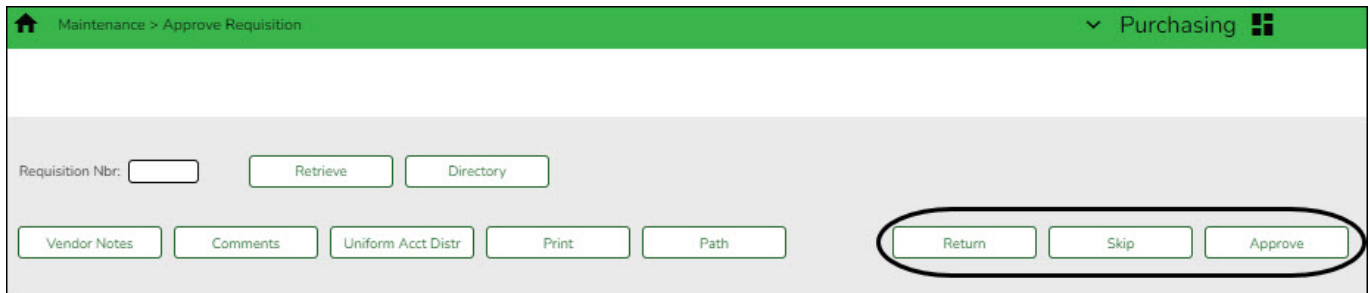 Maintenance > Approve Requisition
Purchasing
Requisition Nbr:
Retrieve
Directory
Vendor Notes
Comments
Uniform Acct Distr
Print
Path
Return
Skip
Approve